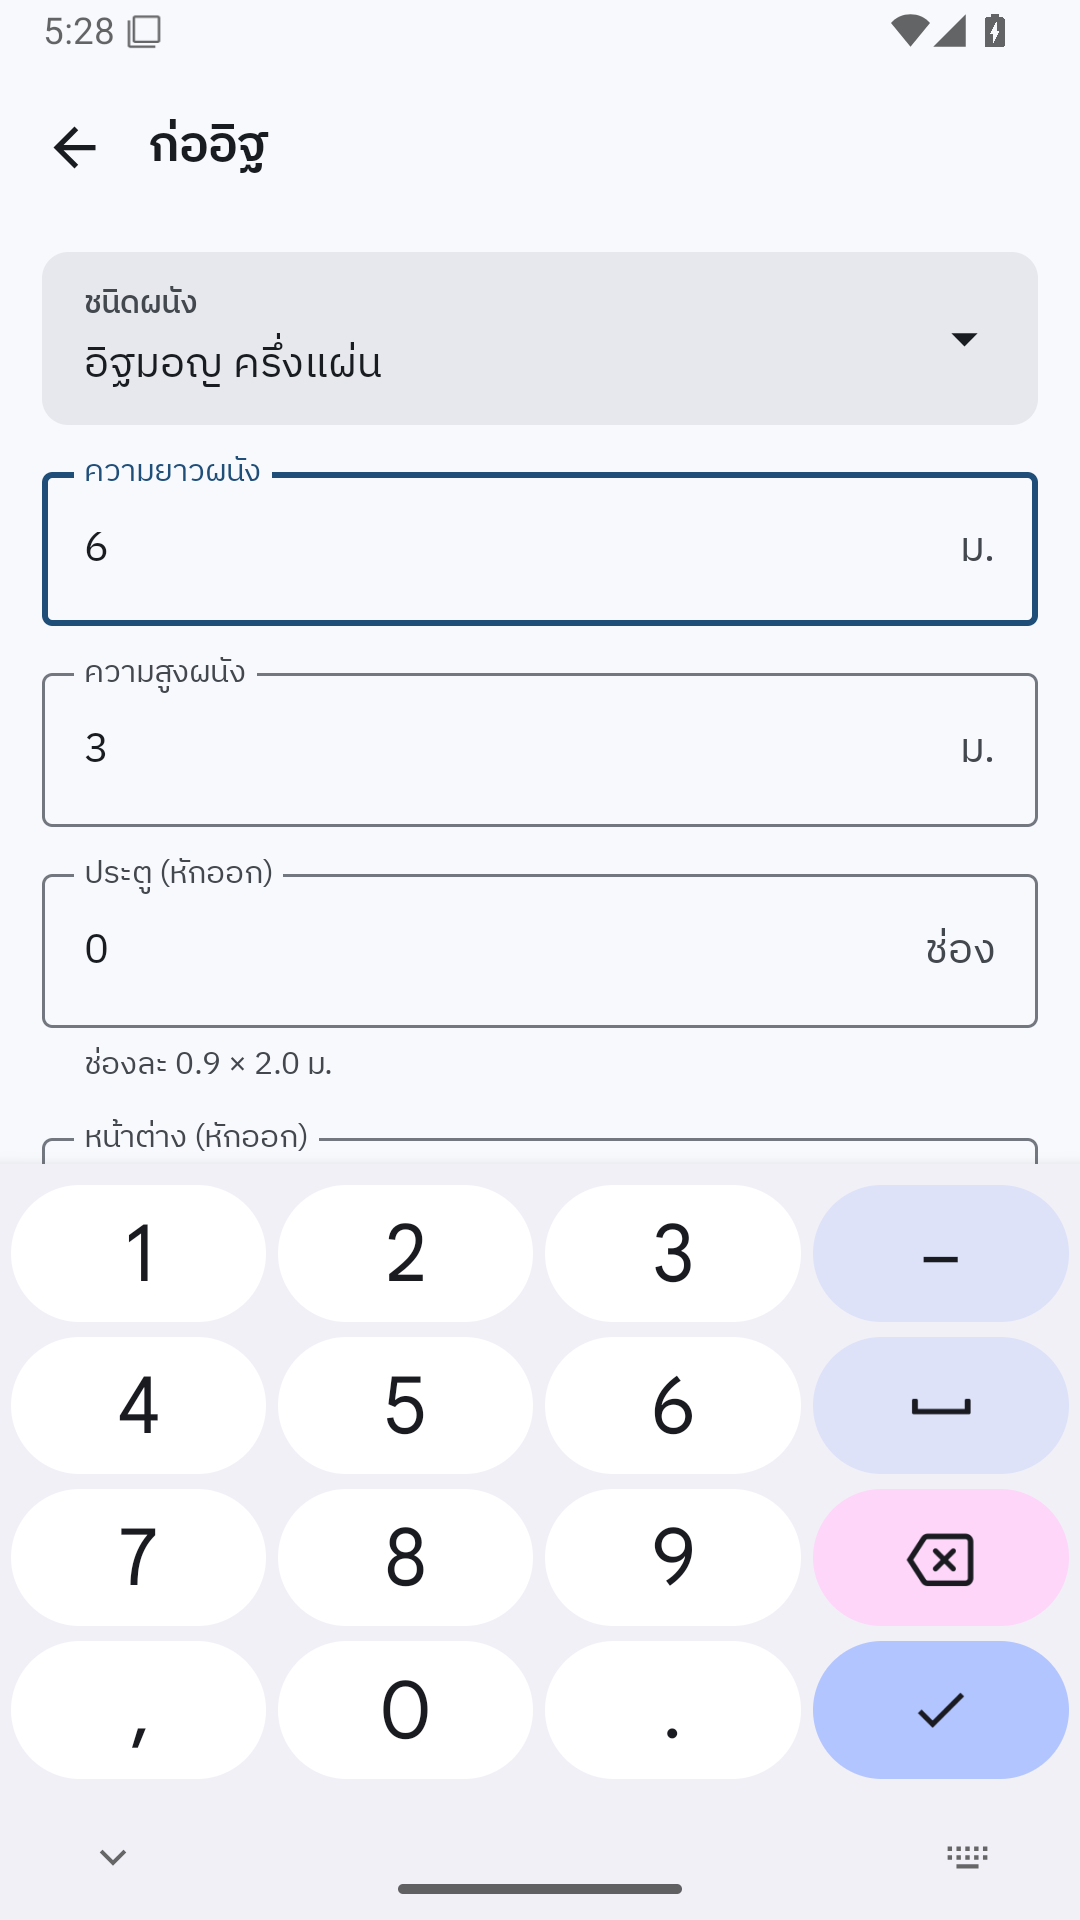 5:28
ก่ออิฐ
ชนิดผนัง
อิฐมอญ ครึ่งแผ่น
ความยาวผนัง
6 ม.
ความสูงผนัง
3 ม.
ประตู (หักออก)
0 ช่อง
ช่องละ 0.9 × 2.0 ม.
หน้าต่าง (หักออก)
1 2 3 –
4 5 6
7 8 9
, 0 .